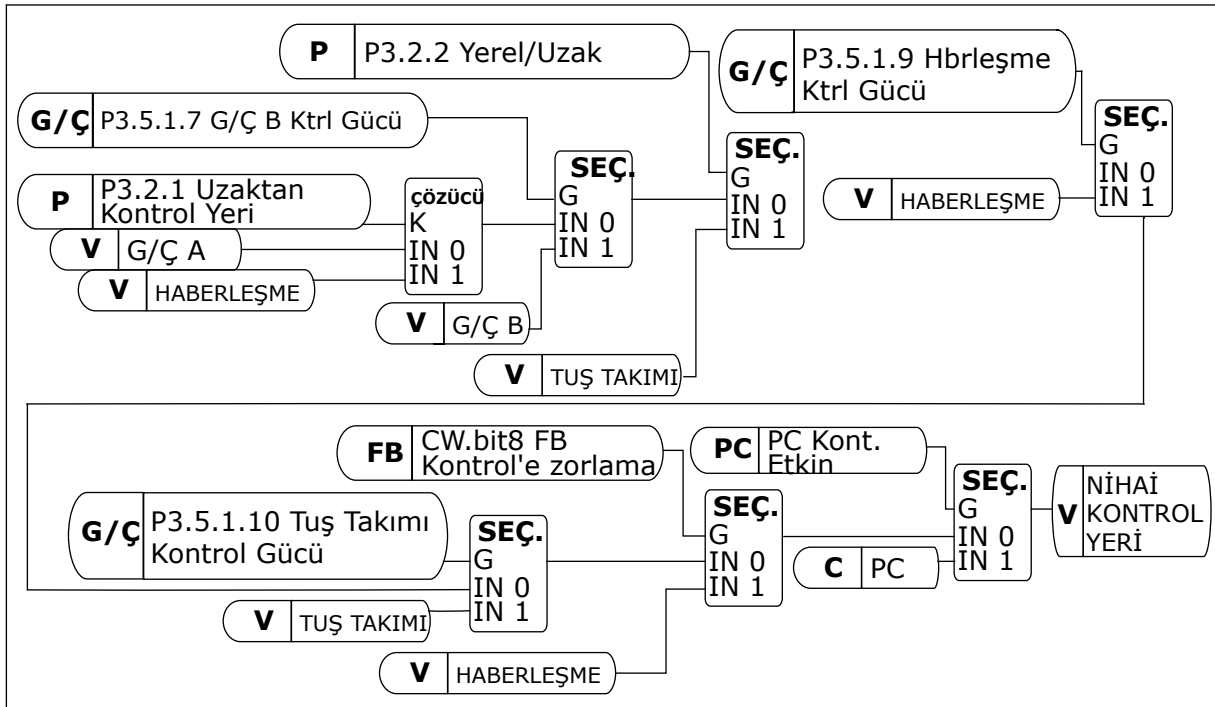 P P3.2.2 Yerel/Uzak
G/Ç P3.5.1.9 Hbrleşme
Ktrl Gücü
G/Ç P3.5.1.7 G/Ç B Ktrl Gücü
SEÇ.
G
IN 0
IN 1
SEÇ.
G
IN 0
IN 1
SEÇ.
G
IN 0
IN 1
P P3.2.1 Uzaktan
Kontrol Yeri
ÇÖZÜCÜ
K
IN 0
IN 1
V HABERLEŞME
V G/Ç A
V HABERLEŞME
V G/Ç B
V TUŞ TAKIMI
FB CW.bit8 FB
Kontrol'e zorlama
PC PC Kont.
Etkin
SEÇ.
G
IN 0
IN 1
V NİHAİ
KONTROL
YERİ
G/Ç P3.5.1.10 Tuş Takımı
Kontrol Gücü
SEÇ.
G
IN 0
IN 1
SEÇ.
G
IN 0
IN 1
C PC
V TUŞ TAKIMI
V HABERLEŞME